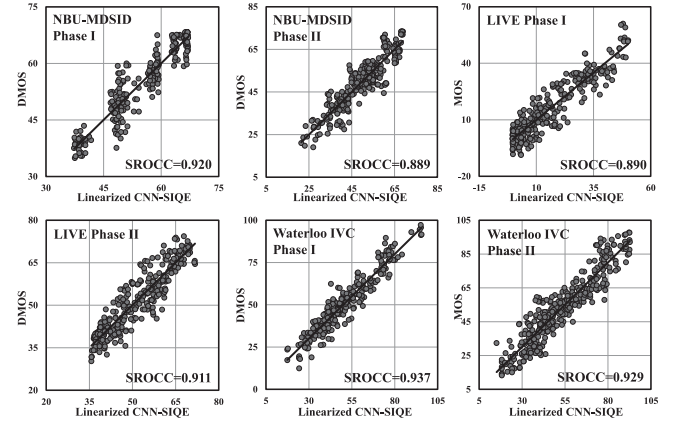 NBU-MDSID
Phase I
DMOS
75
60
45
30
30
45
60
75
SROCC=0.920
Linearized CNN-SIQE
NBU-MDSID
Phase II
DMOS
85
65
45
25
5
5
25
45
65
85
SROCC=0.889
Linearized CNN-SIQE
LIVE Phase I
MOS
70
40
10
-20
-15
10
35
60
SROCC=0.890
Linearized CNN-SIQE
LIVE Phase II
DMOS
80
65
50
35
20
20
35
50
65
80
SROCC=0.911
Linearized CNN-SIQE
Waterloo IVC
Phase I
DMOS
100
75
50
25
0
5
30
55
80
105
SROCC=0.937
Linearized CNN-SIQE
Waterloo IVC
Phase II
MOS
105
85
65
45
25
5
5
30
55
80
105
SROCC=0.929
Linearized CNN-SIQE